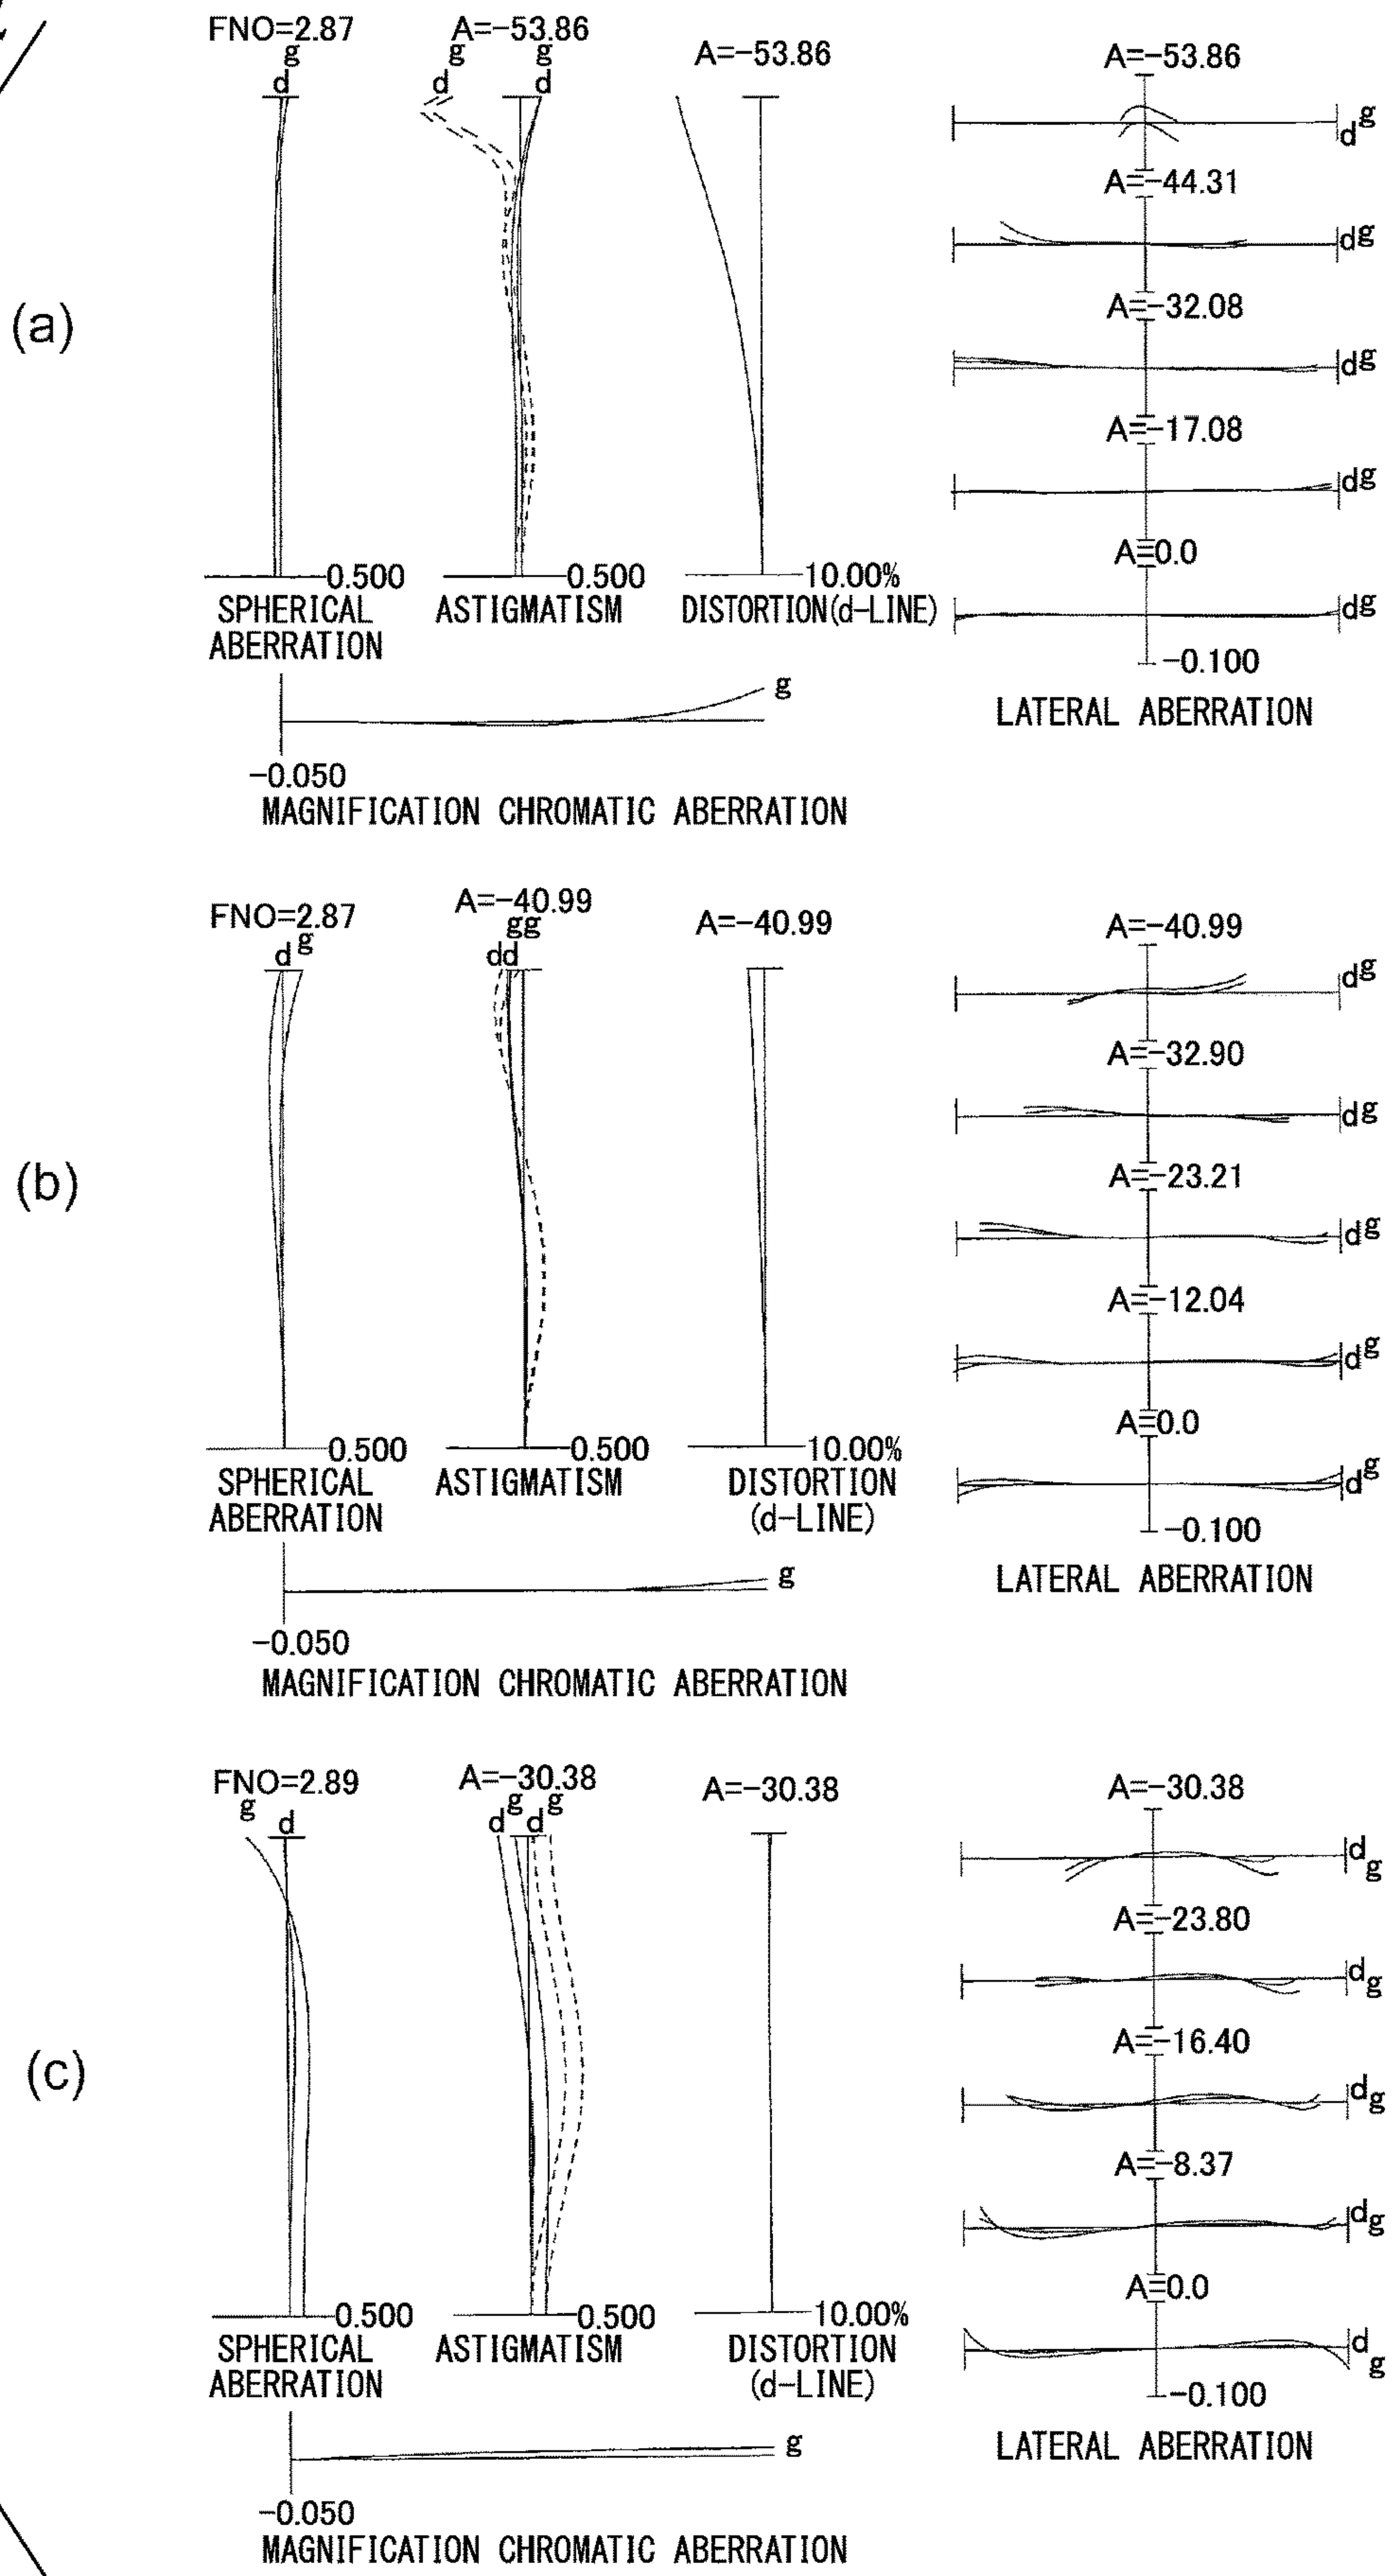 (a)
FNO=2.87
d g
A=-53.86
d g g d
A=-53.86
0.500
SPHERICAL
ABERRATION
0.500
ASTIGMATISM
10.00%
DISTORTION(d-LINE)
A=-53.86
d g
A=-44.31
d g
A=-32.08
d g
A=-17.08
d g
A=0.0
d g
-0.100
LATERAL ABERRATION
g
-0.050
MAGNIFICATION CHROMATIC ABERRATION
(b)
FNO=2.87
d g
A=-40.99
gg
dd
A=-40.99
0.500
SPHERICAL
ABERRATION
0.500
ASTIGMATISM
10.00%
DISTORTION
(d-LINE)
A=-40.99
d g
A=-32.90
d g
A=-23.21
d g
A=-12.04
d g
A=0.0
d g
-0.100
LATERAL ABERRATION
g
-0.050
MAGNIFICATION CHROMATIC ABERRATION
(c)
FNO=2.89
g d
A=-30.38
d g d g
A=-30.38
0.500
SPHERICAL
ABERRATION
0.500
ASTIGMATISM
10.00%
DISTORTION
(d-LINE)
A=-30.38
d g
A=-23.80
d g
A=-16.40
d g
A=-8.37
d g
A=0.0
d g
-0.100
LATERAL ABERRATION
g
-0.050
MAGNIFICATION CHROMATIC ABERRATION